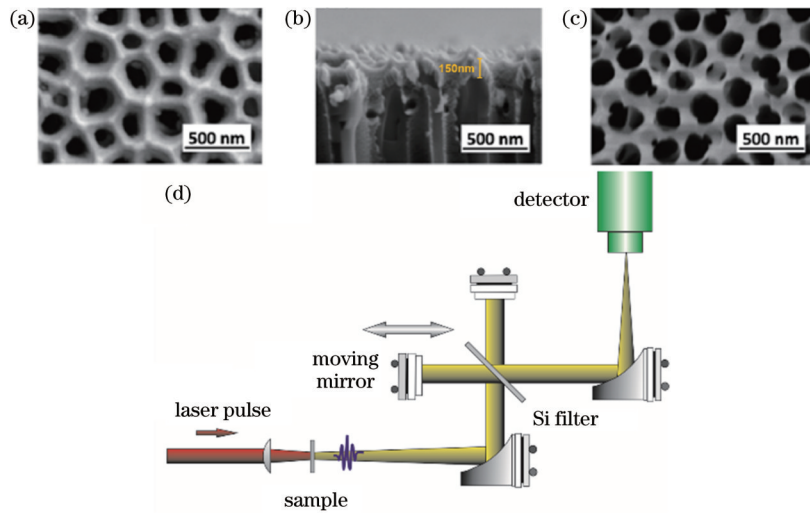 (a)
500 nm
(b)
150nm
500 nm
(c)
500 nm
(d)
detector
moving
mirror
Si filter
laser pulse
sample